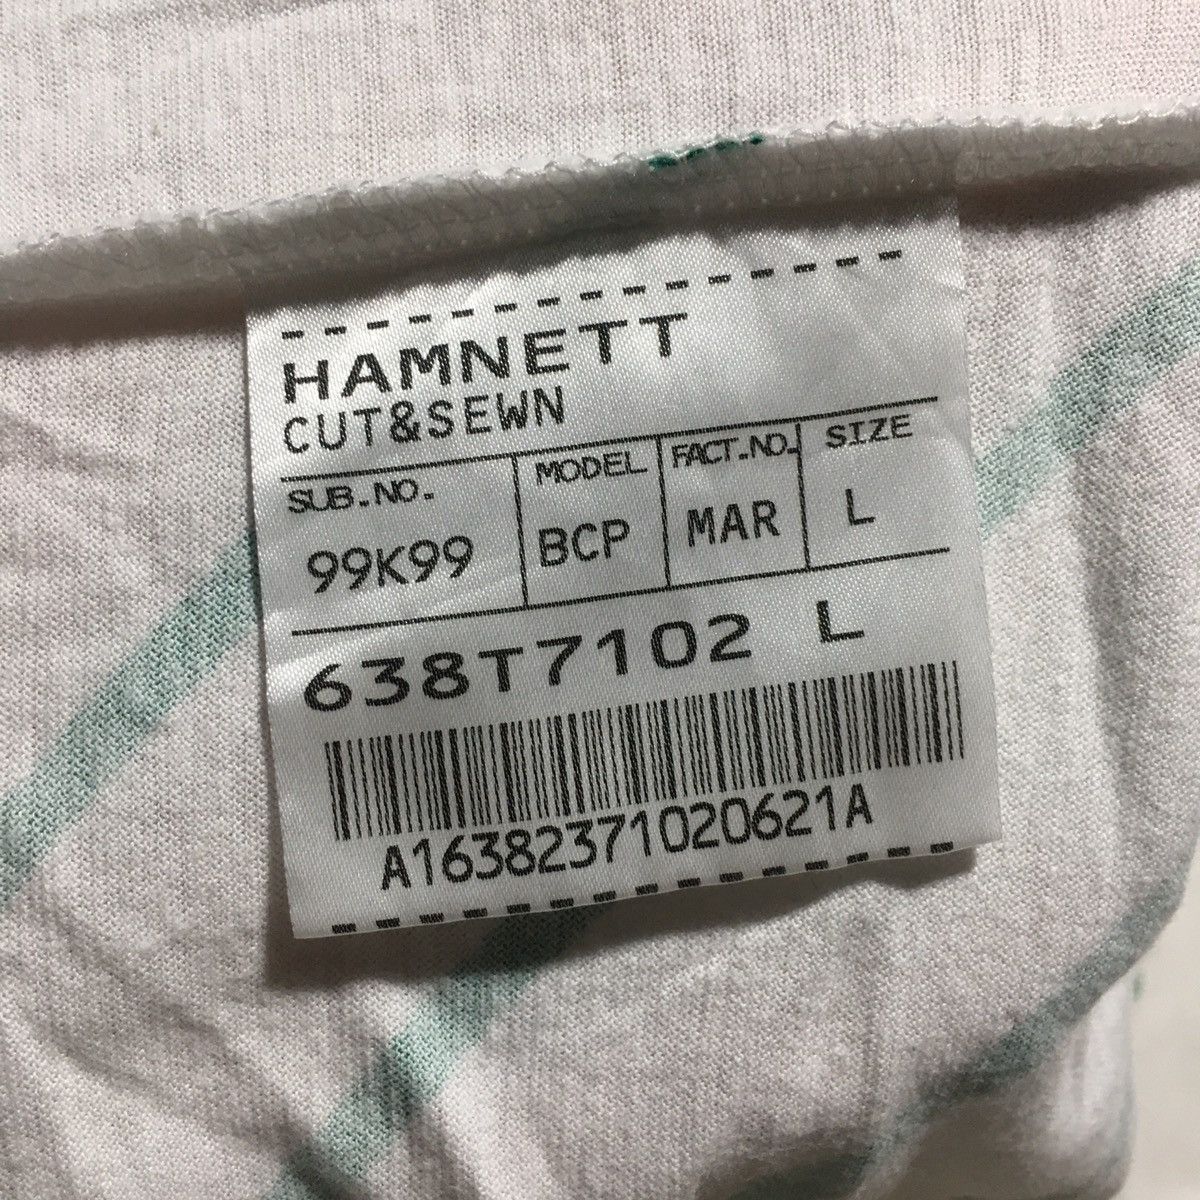 HAMNETT
CUT&SEWN
SUB.NO. MODEL FACT.NO. SIZE
99K99 BCP MAR L
638T7102 L
A16382371020621A